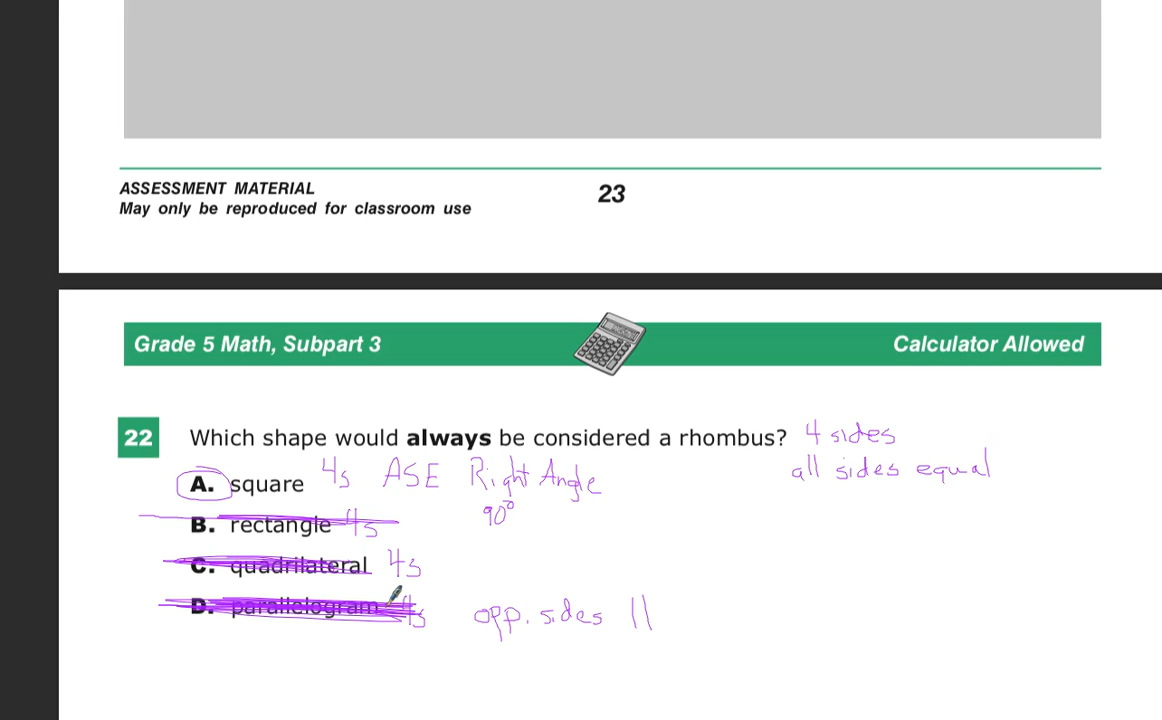 ASSESSMENT MATERIAL
May only be reproduced for classroom use
23
Grade 5 Math, Subpart 3
Calculator Allowed
22 Which shape would always be considered a rhombus? 4 sides
all sides equal
A. square 4s ASE Right Angle
90°
B. rectangle 4s
C. quadrilateral 4s
D. parallelogram 4s opp. sides ||